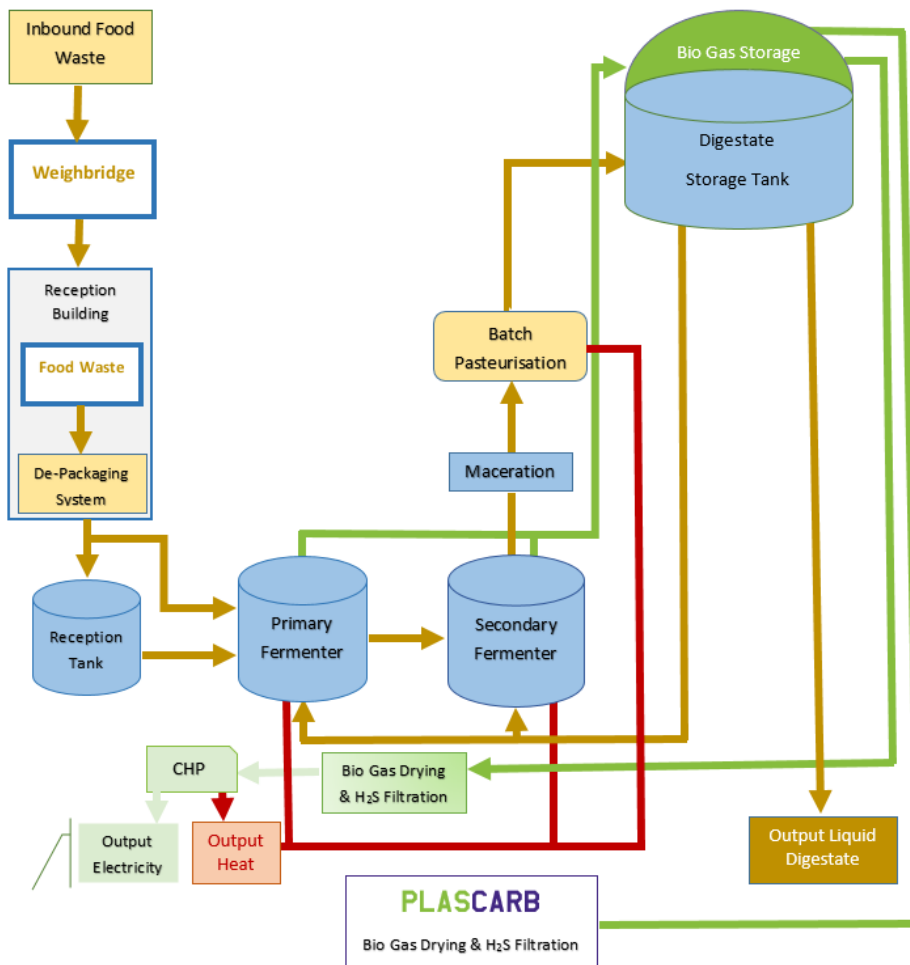 Inbound Food
Waste
Weighbridge
Reception
Building
Food Waste
De-Packaging
System
Reception
Tank
Primary
Fermenter
Secondary
Fermenter
Maceration
Batch
Pasteurisation
Bio Gas Storage
Digestate
Storage Tank
CHP
Bio Gas Drying
& H₂S Filtration
Output
Electricity
Output
Heat
Output Liquid
Digestate
PLASCARB
Bio Gas Drying & H₂S Filtration